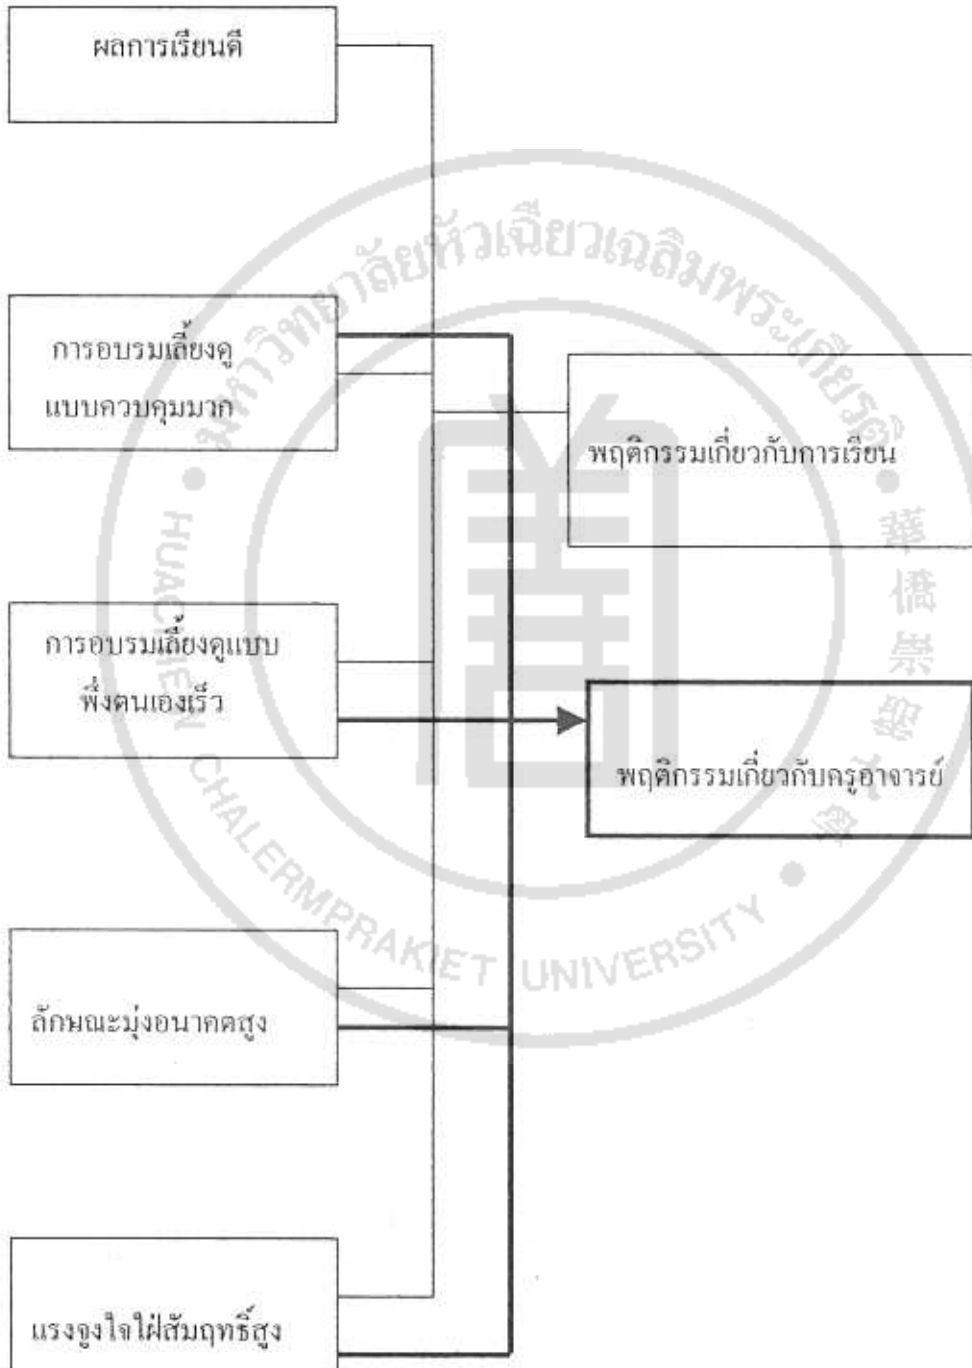 ผลการเรียนดี
มหาวิทยาลัยหัวเฉียวเฉลิมพระเกียรติ
การอบรมเลี้ยงดู
แบบควบคุมมาก
พฤติกรรมเกี่ยวกับการเรียน
華僑崇聖大學
HUACHIEW CHALERMPRAKIET UNIVERSITY
การอบรมเลี้ยงดูแบบ
พึ่งตนเองเร็ว
พฤติกรรมเกี่ยวกับครูอาจารย์
ลักษณะมุ่งอนาคตสูง
แรงจูงใจใฝ่สัมฤทธิ์สูง